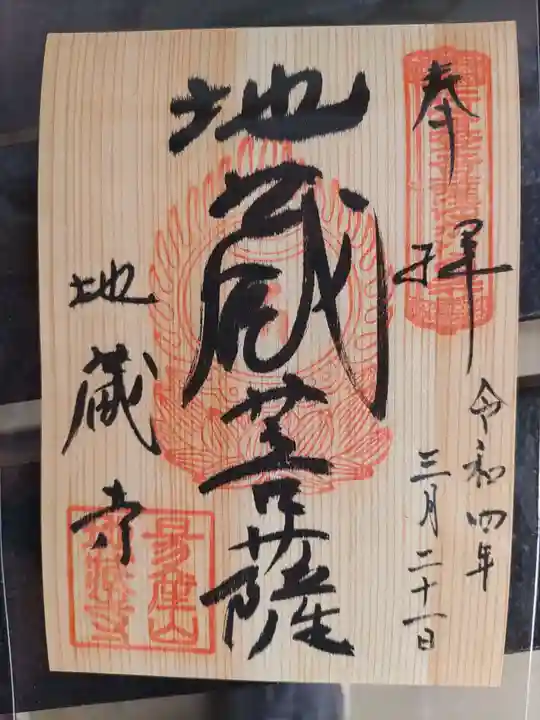 奉拝
令和四年
三月二十一日
地蔵菩薩
地蔵寺